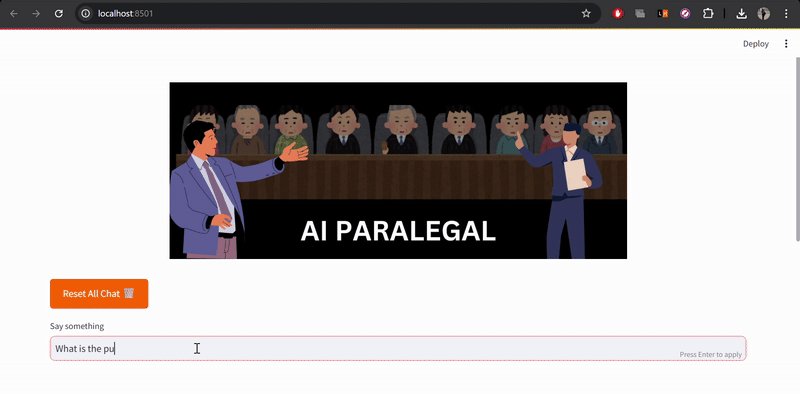 localhost:8501
Deploy
AI PARALEGAL
Reset All Chat
Say something
What is the pu
Press Enter to apply